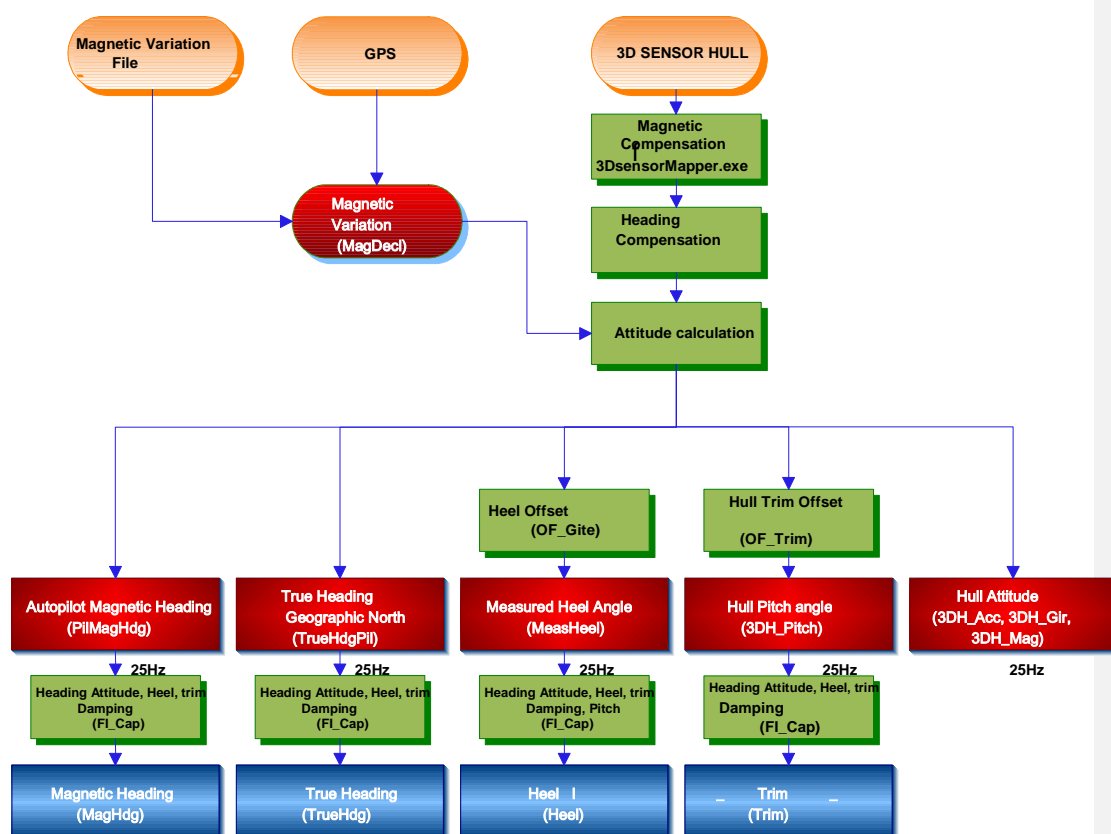 Magnetic Variation
File
GPS
3D SENSOR HULL
Magnetic
Compensation
3DsensorMapper.exe
Magnetic
Variation
(MagDecl)
Heading
Compensation
Attitude calculation
Heel Offset
(OF_Gite)
Hull Trim Offset
(OF_Trim)
Autopilot Magnetic Heading
(PilMagHdg)
True Heading
Geographic North
(TrueHdgPil)
Measured Heel Angle
(MeasHeel)
Hull Pitch angle
(3DH_Pitch)
Hull Attitude
(3DH_Acc, 3DH_Gir,
3DH_Mag)
25Hz
25Hz
25Hz
25Hz
25Hz
Heading Attitude, Heel, trim
Damping
(FI_Cap)
Heading Attitude, Heel, trim
Damping
(FI_Cap)
Heading Attitude, Heel, trim
Damping, Pitch
(FI_Cap)
Heading Attitude, Heel, trim
Damping
(FI_Cap)
Magnetic Heading
(MagHdg)
True Heading
(TrueHdg)
Heel
(Heel)
Trim
(Trim)